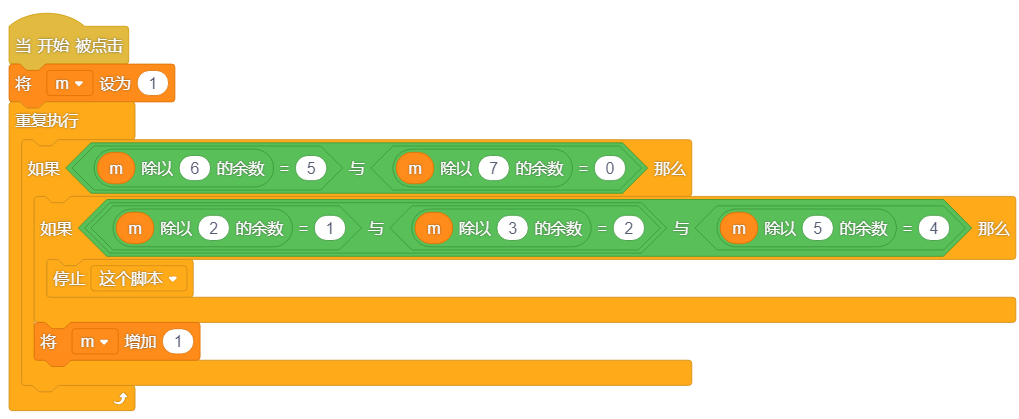 当 开始 被点击
将 m 设为 1
重复执行
如果 m 除以 6 的余数 = 5 与 m 除以 7 的余数 = 0 那么
如果 m 除以 2 的余数 = 1 与 m 除以 3 的余数 = 2 与 m 除以 5 的余数 = 4 那么
停止 这个脚本
将 m 增加 1